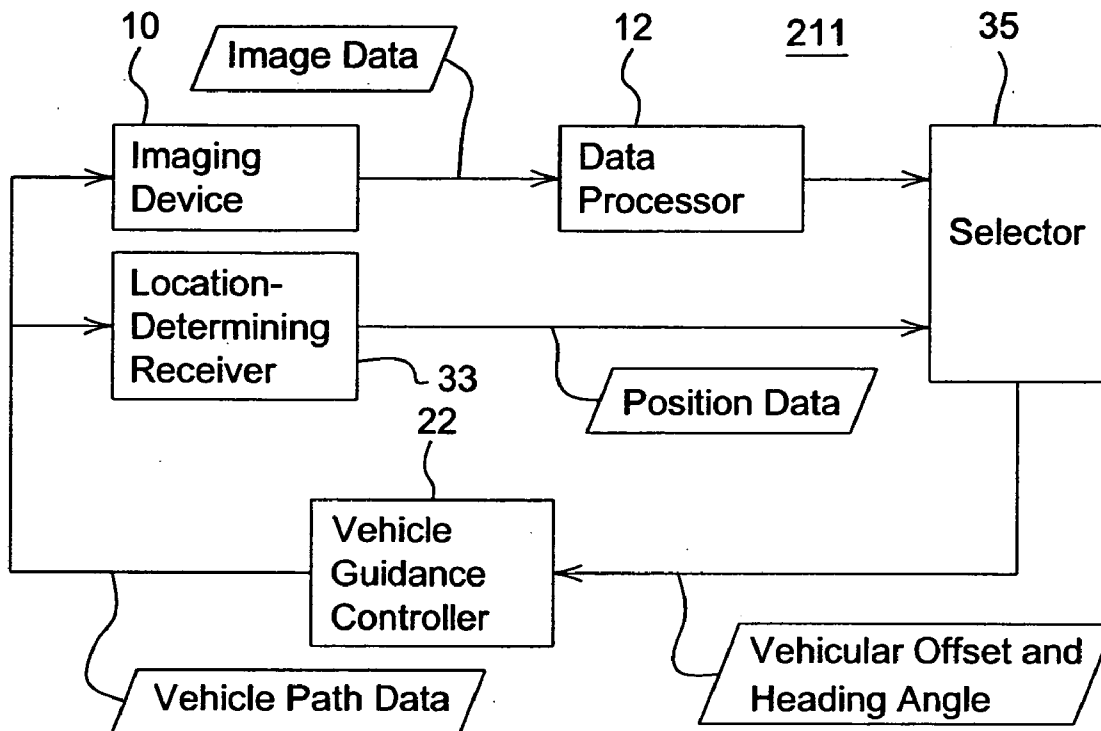 10
Image Data
12
211
35
Imaging
Device
Data
Processor
Selector
Location-
Determining
Receiver
33
Position Data
22
Vehicle
Guidance
Controller
Vehicle Path Data
Vehicular Offset and
Heading Angle